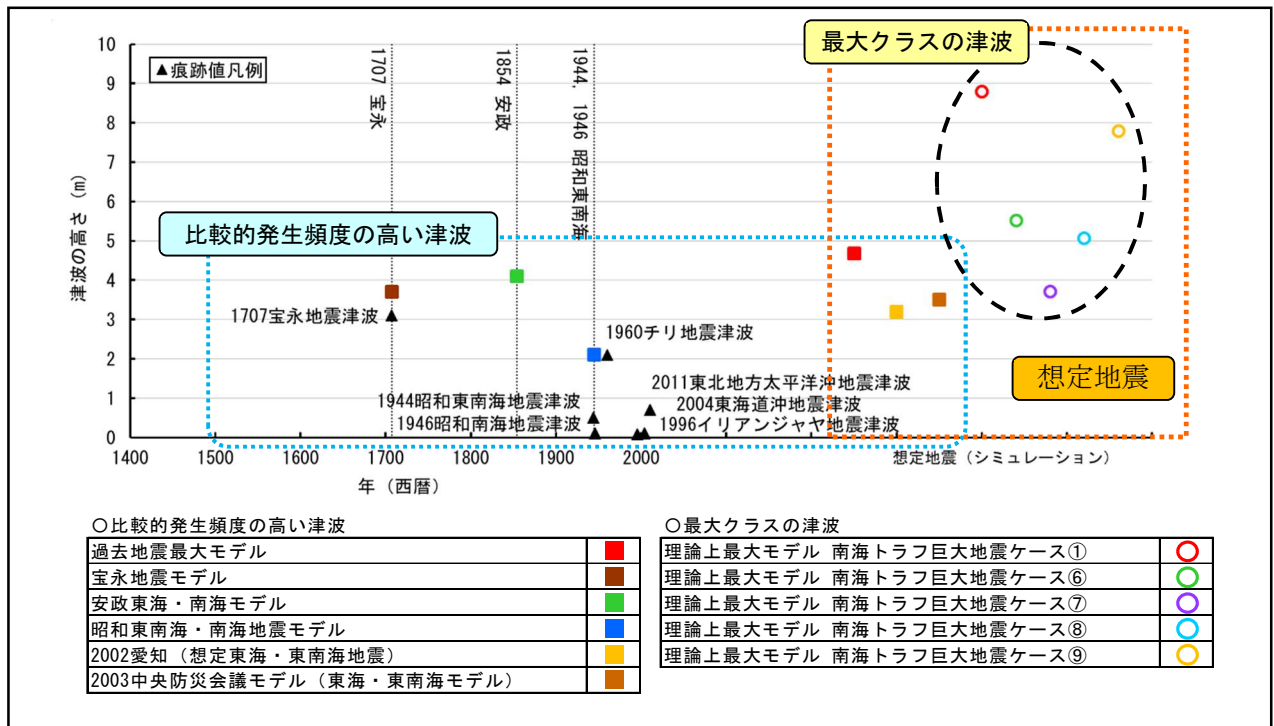 最大クラスの津波
10
9
8
7
6
5
4
3
2
1
0
津波の高さ (m)
▲痕跡値凡例
1707 宝永
1854 安政
1944, 1946 昭和東南海
比較的発生頻度の高い津波
1707宝永地震津波
1960チリ地震津波
2011東北地方太平洋沖地震津波
1944昭和東南海地震津波
2004東海道沖地震津波
1946昭和南海地震津波
1996イリアンジャヤ地震津波
想定地震
1400 1500 1600 1700 1800 1900 2000
想定地震(シミュレーション)
年(西暦)
○比較的発生頻度の高い津波
過去地震最大モデル
宝永地震モデル
安政東海・南海モデル
昭和東南海・南海地震モデル
2002愛知(想定東海・東南海地震)
2003中央防災会議モデル(東海・東南海モデル)
○最大クラスの津波
理論上最大モデル 南海トラフ巨大地震ケース①
理論上最大モデル 南海トラフ巨大地震ケース⑥
理論上最大モデル 南海トラフ巨大地震ケース⑦
理論上最大モデル 南海トラフ巨大地震ケース⑧
理論上最大モデル 南海トラフ巨大地震ケース⑨